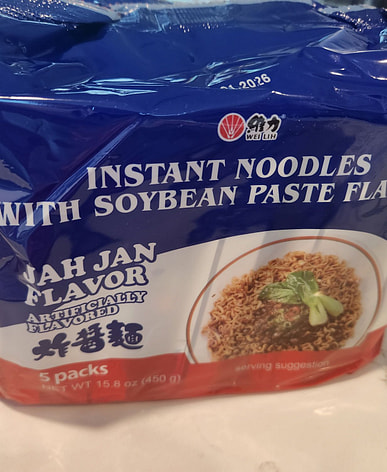 2026
維力
WEI LIH
INSTANT NOODLES
WITH SOYBEAN PASTE FLA
JAH JAN
FLAVOR
ARTIFICIALLY
FLAVORED
炸醬麵
5 packs
NET WT 15.8 oz (450 g)
serving suggestion